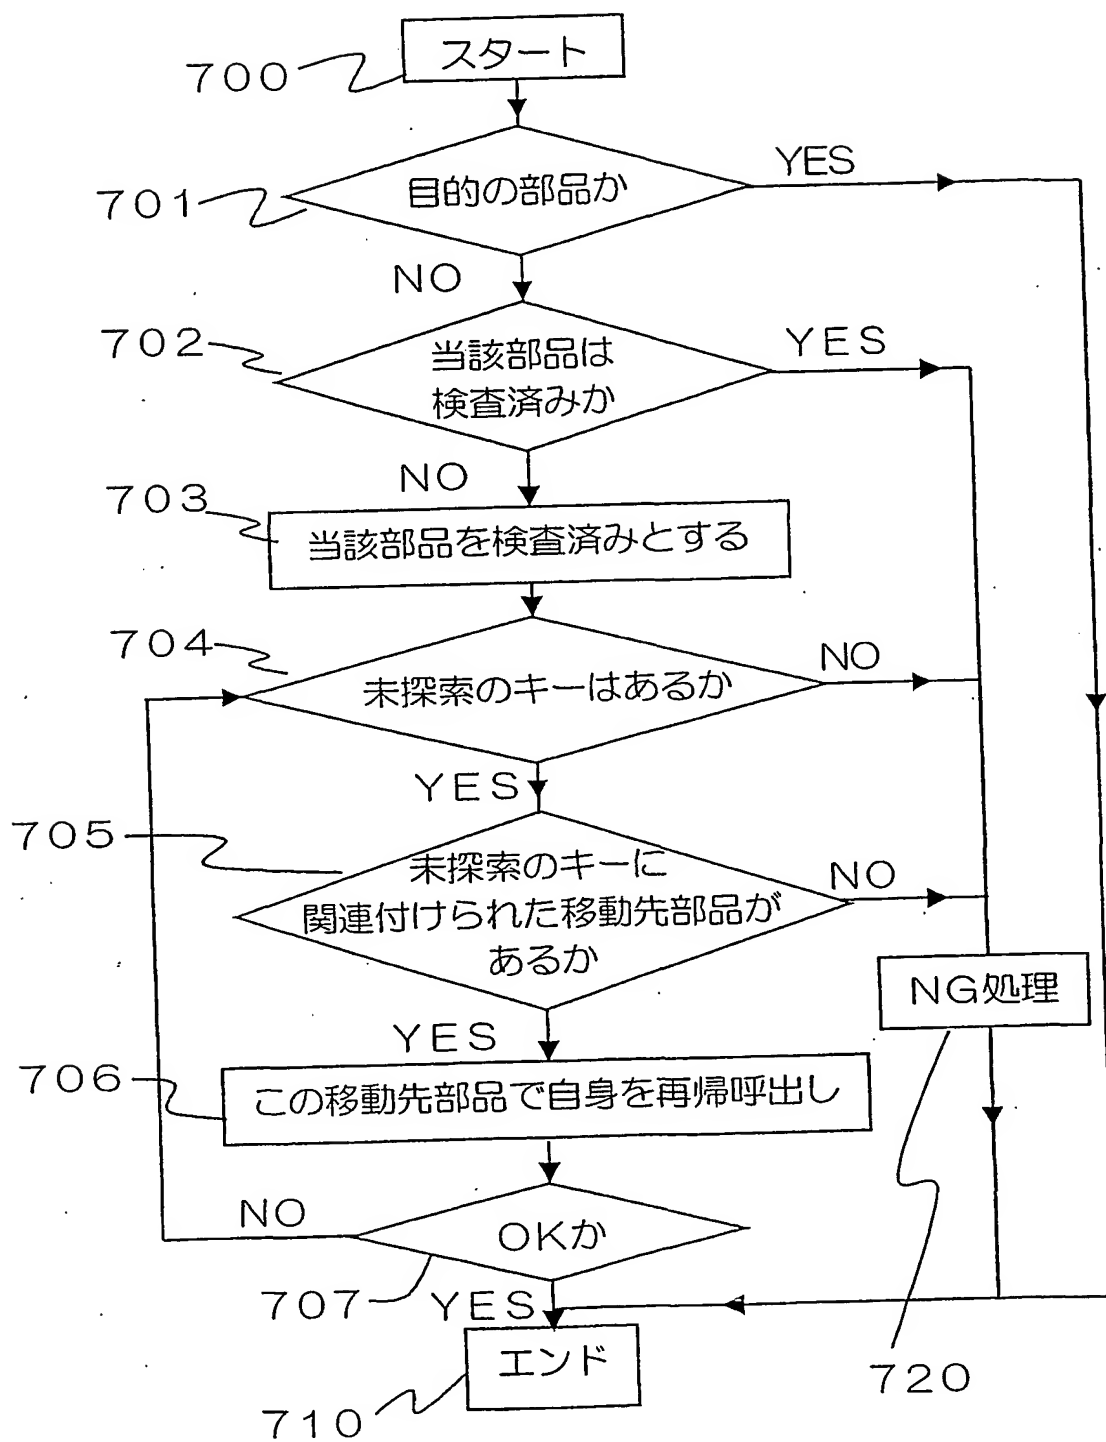 スタート
700
目的の部品か
YES
701
NO
当該部品は
検査済みか
YES
702
NO
703
当該部品を検査済みとする
704
未探索のキーはあるか
NO
YES
705
未探索のキーに
関連付けられた移動先部品が
あるか
NO
NG処理
YES
706
この移動先部品で自身を再帰呼出し
NO
OKか
707
YES
エンド
720
710